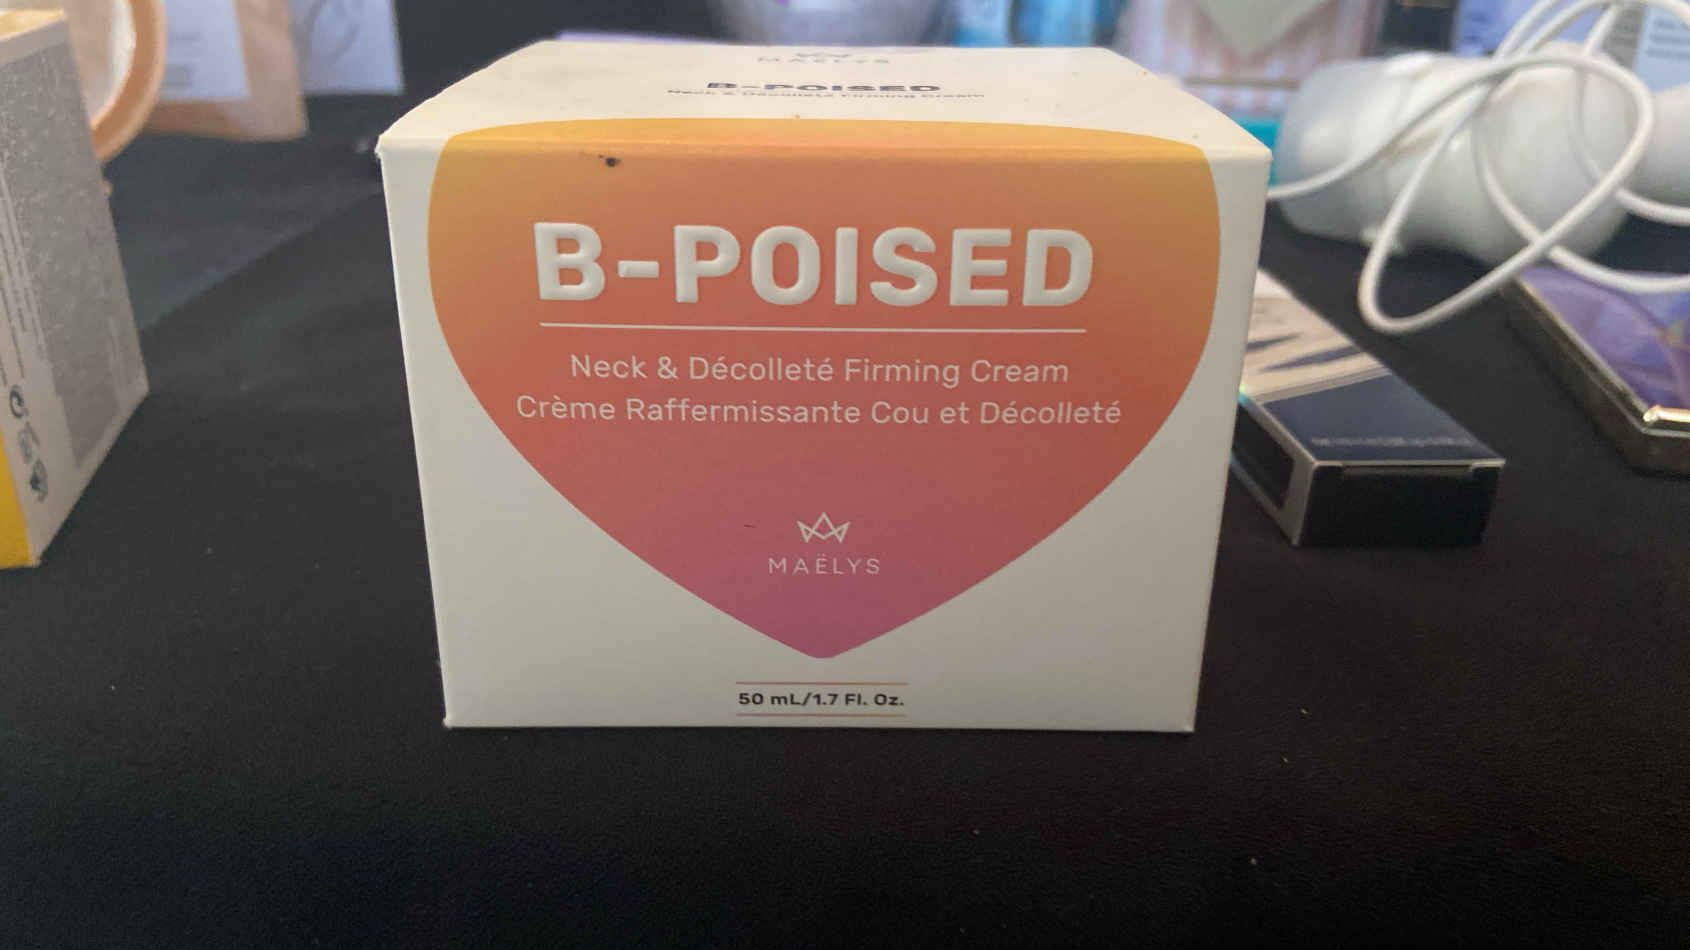 MAËLYS
B-POISED
Neck & Décolleté Firming Cream
B-POISED
Neck & Décolleté Firming Cream
Crème Raffermissante Cou et Décolleté
MAËLYS
50 mL/1.7 Fl. Oz.